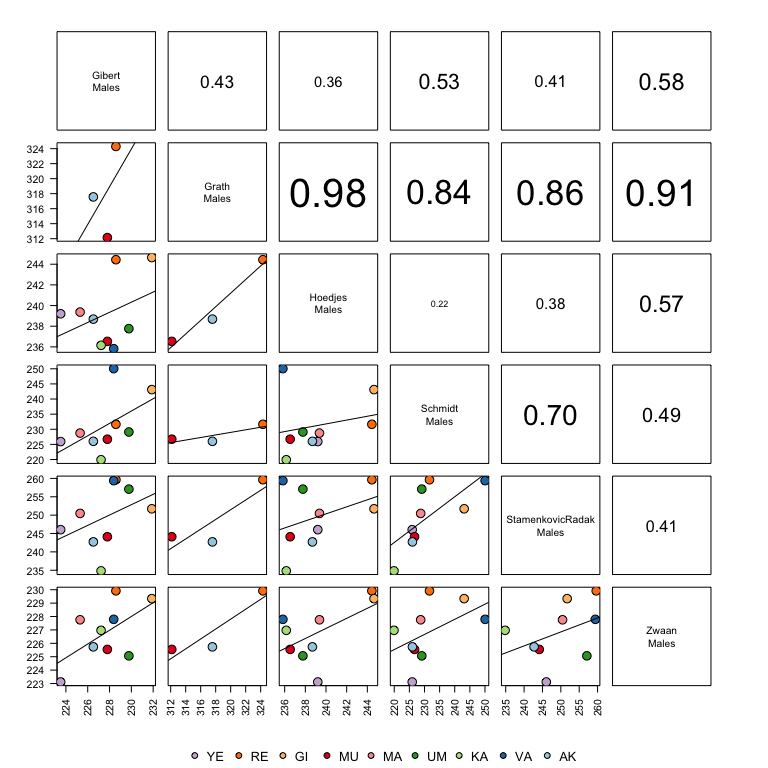 Gibert
Males
0.43
0.36
0.53
0.41
0.58
324
322
320
318
316
314
312
Grath
Males
0.98
0.84
0.86
0.91
244
240
238
236
Hoedjes
Males
0.22
0.38
0.57
250
245
240
235
230
225
220
Schmidt
Males
0.70
0.49
260
255
250
245
240
235
StamenkovicRadak
Males
0.41
230
229
228
227
226
225
224
223
Zwaan
Males
224 226 228 230 232
312 314 316 318 320 322 324
236 240 242 244
220 225 230 235 240 245 250
235 240 245 250 255 260
YE RE GI MU MA UM KA VA AK